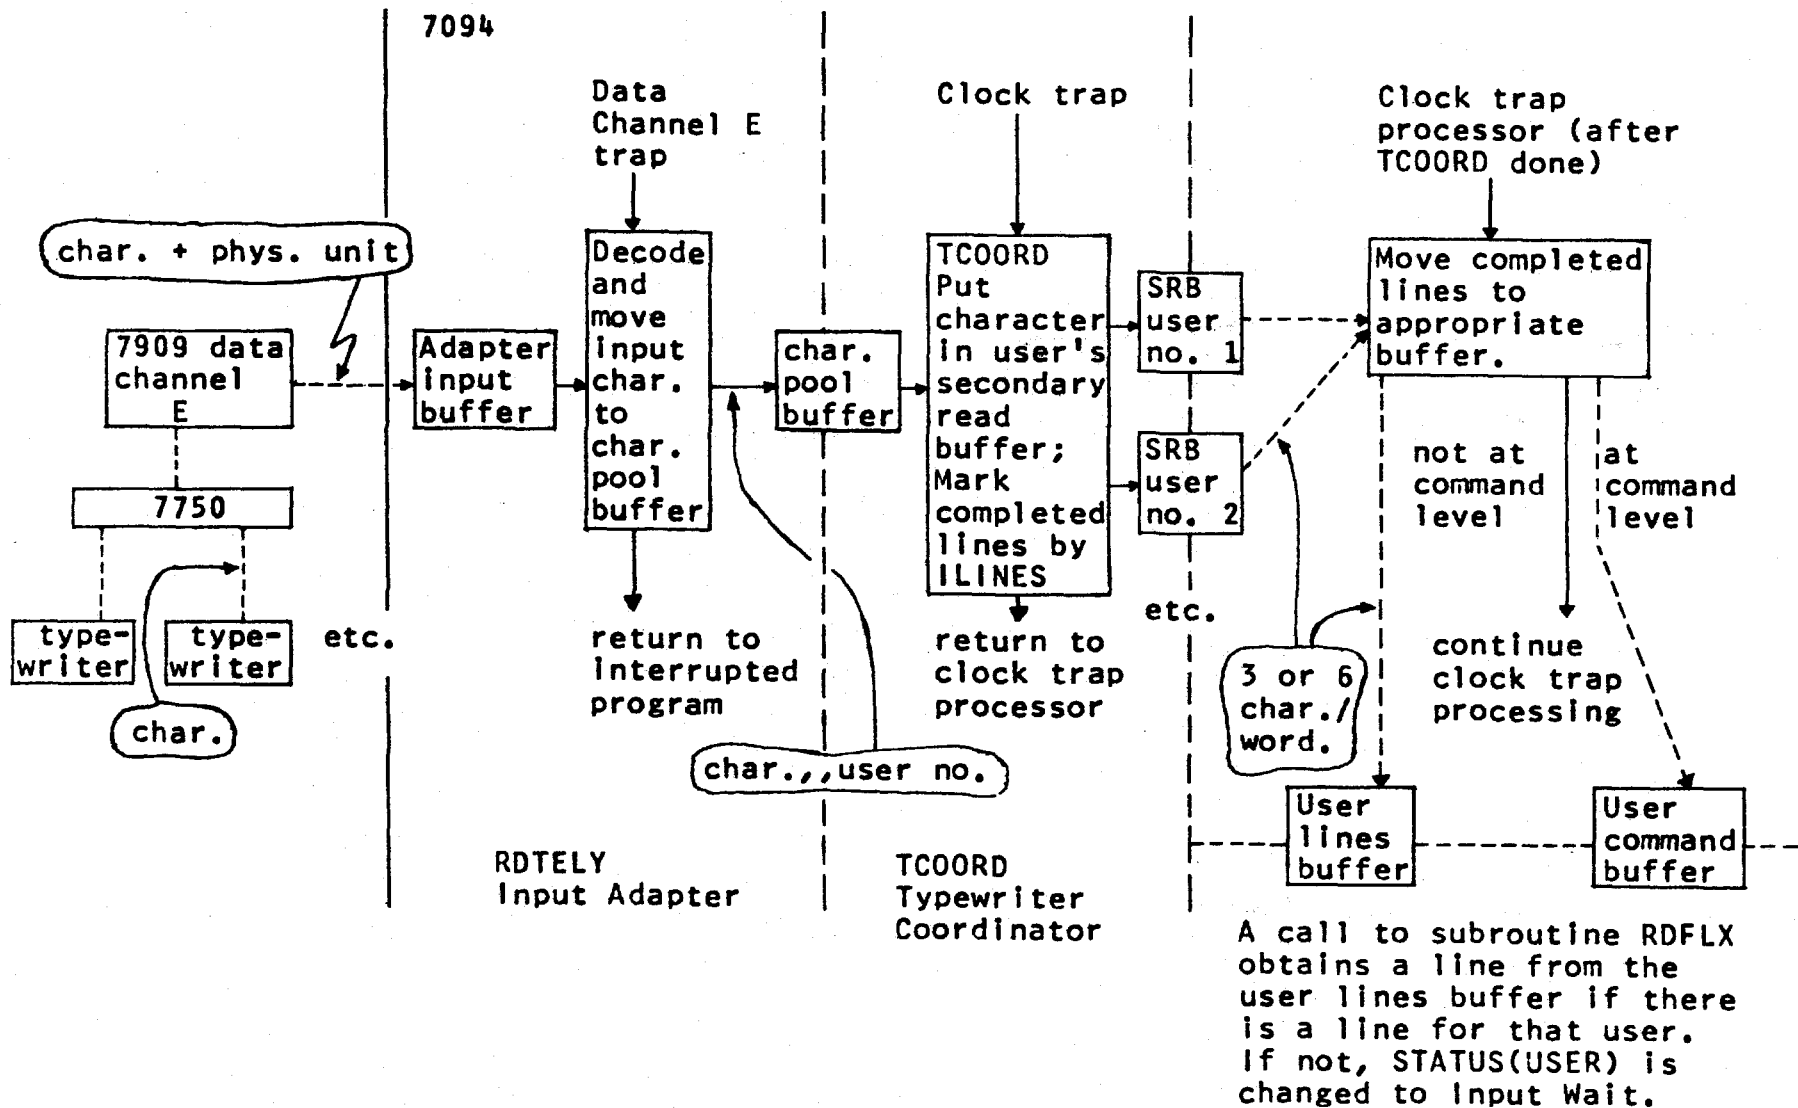 7094
Data
Channel E
trap
Clock trap
Clock trap
processor (after
TCOORD done)
char. + phys. unit
7909 data
channel
E
7750
type-
writer
type-
writer
etc.
char.
Adapter
input
buffer
Decode
and
move
input
char.
to
char.
pool
buffer
return to
interrupted
program
char.
pool
buffer
char.,,user no.
TCOORD
Put
character
in user's
secondary
read
buffer;
Mark
completed
lines by
ILINES
return to
clock trap
processor
SRB
user
no. 1
SRB
user
no. 2
etc.
3 or 6
char./
word.
Move completed
lines to
appropriate
buffer.
not at
command
level
at
command
level
continue
clock trap
processing
User
lines
buffer
User
command
buffer
RDTELY
Input Adapter
TCOORD
Typewriter
Coordinator
A call to subroutine RDFLX
obtains a line from the
user lines buffer if there
is a line for that user.
If not, STATUS(USER) is
changed to Input Wait.